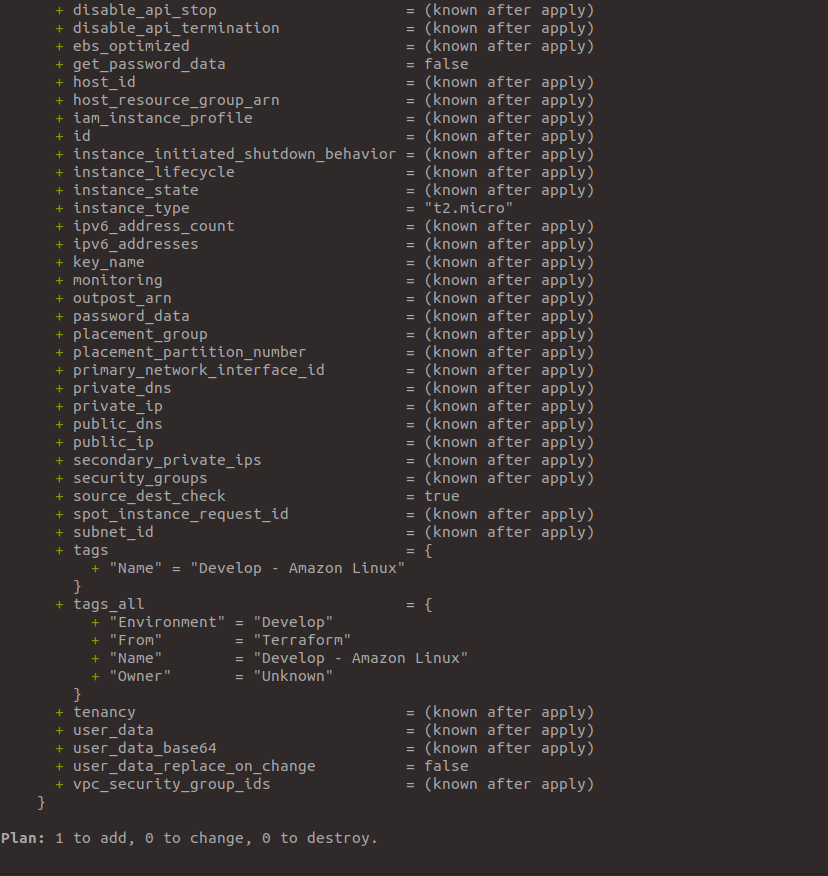 + disable_api_stop = (known after apply)
+ disable_api_termination = (known after apply)
+ ebs_optimized = (known after apply)
+ get_password_data = false
+ host_id = (known after apply)
+ host_resource_group_arn = (known after apply)
+ iam_instance_profile = (known after apply)
+ id = (known after apply)
+ instance_initiated_shutdown_behavior = (known after apply)
+ instance_lifecycle = (known after apply)
+ instance_state = (known after apply)
+ instance_type = "t2.micro"
+ ipv6_address_count = (known after apply)
+ ipv6_addresses = (known after apply)
+ key_name = (known after apply)
+ monitoring = (known after apply)
+ outpost_arn = (known after apply)
+ password_data = (known after apply)
+ placement_group = (known after apply)
+ placement_partition_number = (known after apply)
+ primary_network_interface_id = (known after apply)
+ private_dns = (known after apply)
+ private_ip = (known after apply)
+ public_dns = (known after apply)
+ public_ip = (known after apply)
+ secondary_private_ips = (known after apply)
+ security_groups = (known after apply)
+ source_dest_check = true
+ spot_instance_request_id = (known after apply)
+ subnet_id = (known after apply)
+ tags = {
+ "Name" = "Develop - Amazon Linux"
}
+ tags_all = {
+ "Environment" = "Develop"
+ "From" = "Terraform"
+ "Name" = "Develop - Amazon Linux"
+ "Owner" = "Unknown"
}
+ tenancy = (known after apply)
+ user_data = (known after apply)
+ user_data_base64 = (known after apply)
+ user_data_replace_on_change = false
+ vpc_security_group_ids = (known after apply)
}
Plan: 1 to add, 0 to change, 0 to destroy.